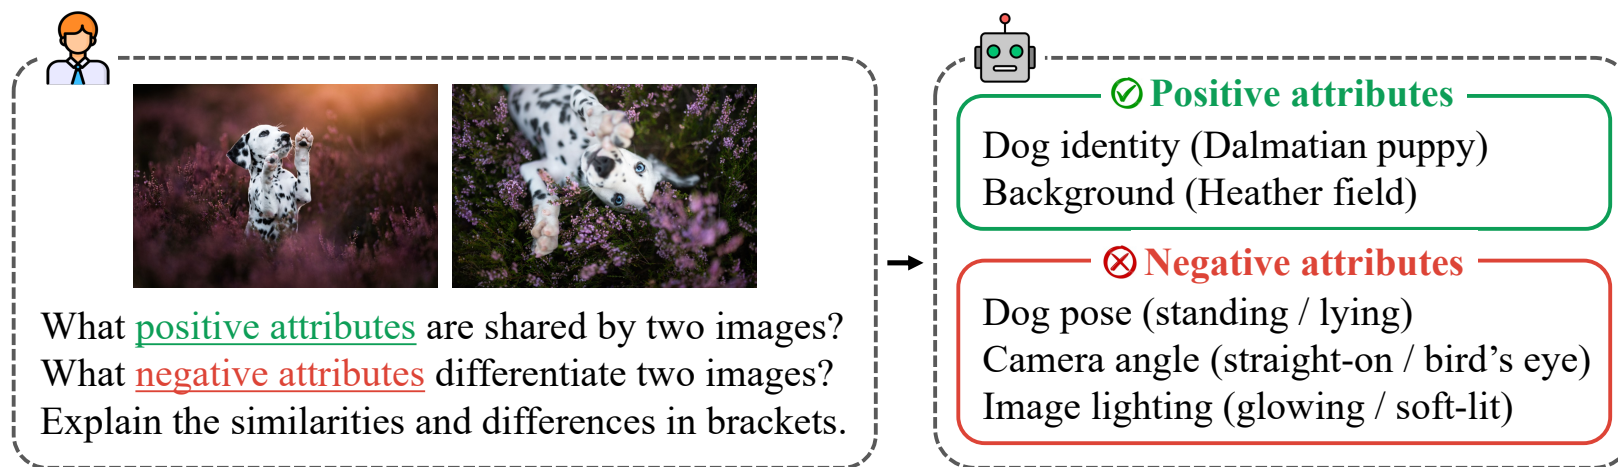 What positive attributes are shared by two images?
What negative attributes differentiate two images?
Explain the similarities and differences in brackets.
Positive attributes
Dog identity (Dalmatian puppy)
Background (Heather field)
Negative attributes
Dog pose (standing / lying)
Camera angle (straight-on / bird's eye)
Image lighting (glowing / soft-lit)